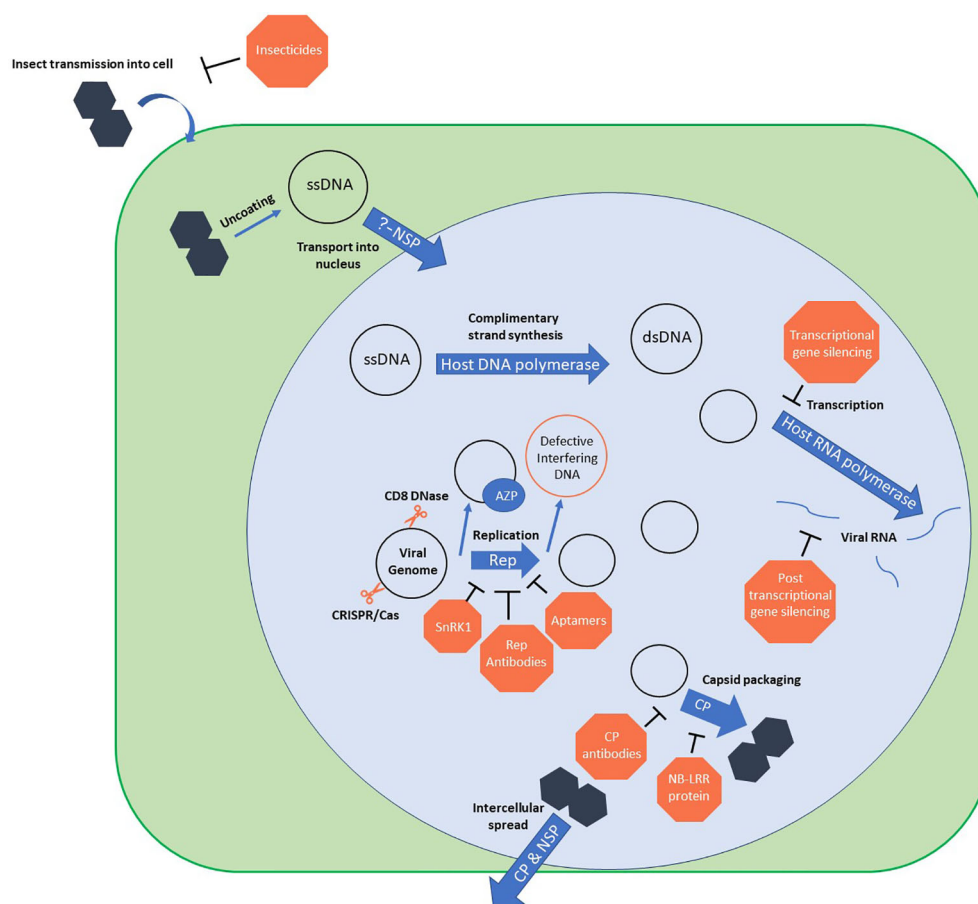 Insecticides
Insect transmission into cell
ssDNA
Uncoating
?-NSP
Transport into
nucleus
Complimentary
strand synthesis
ssDNA
Host DNA polymerase
dsDNA
Transcriptional
gene silencing
Transcription
Host RNA polymerase
Viral RNA
Post
transcriptional
gene silencing
Defective
Interfering
DNA
AZP
CD8 DNase
Viral
Genome
CRISPR/Cas
Replication
Rep
SnRK1
Rep
Antibodies
Aptamers
Capsid packaging
CP
CP
antibodies
NB-LRR
protein
Intercellular
spread
CP & NSP